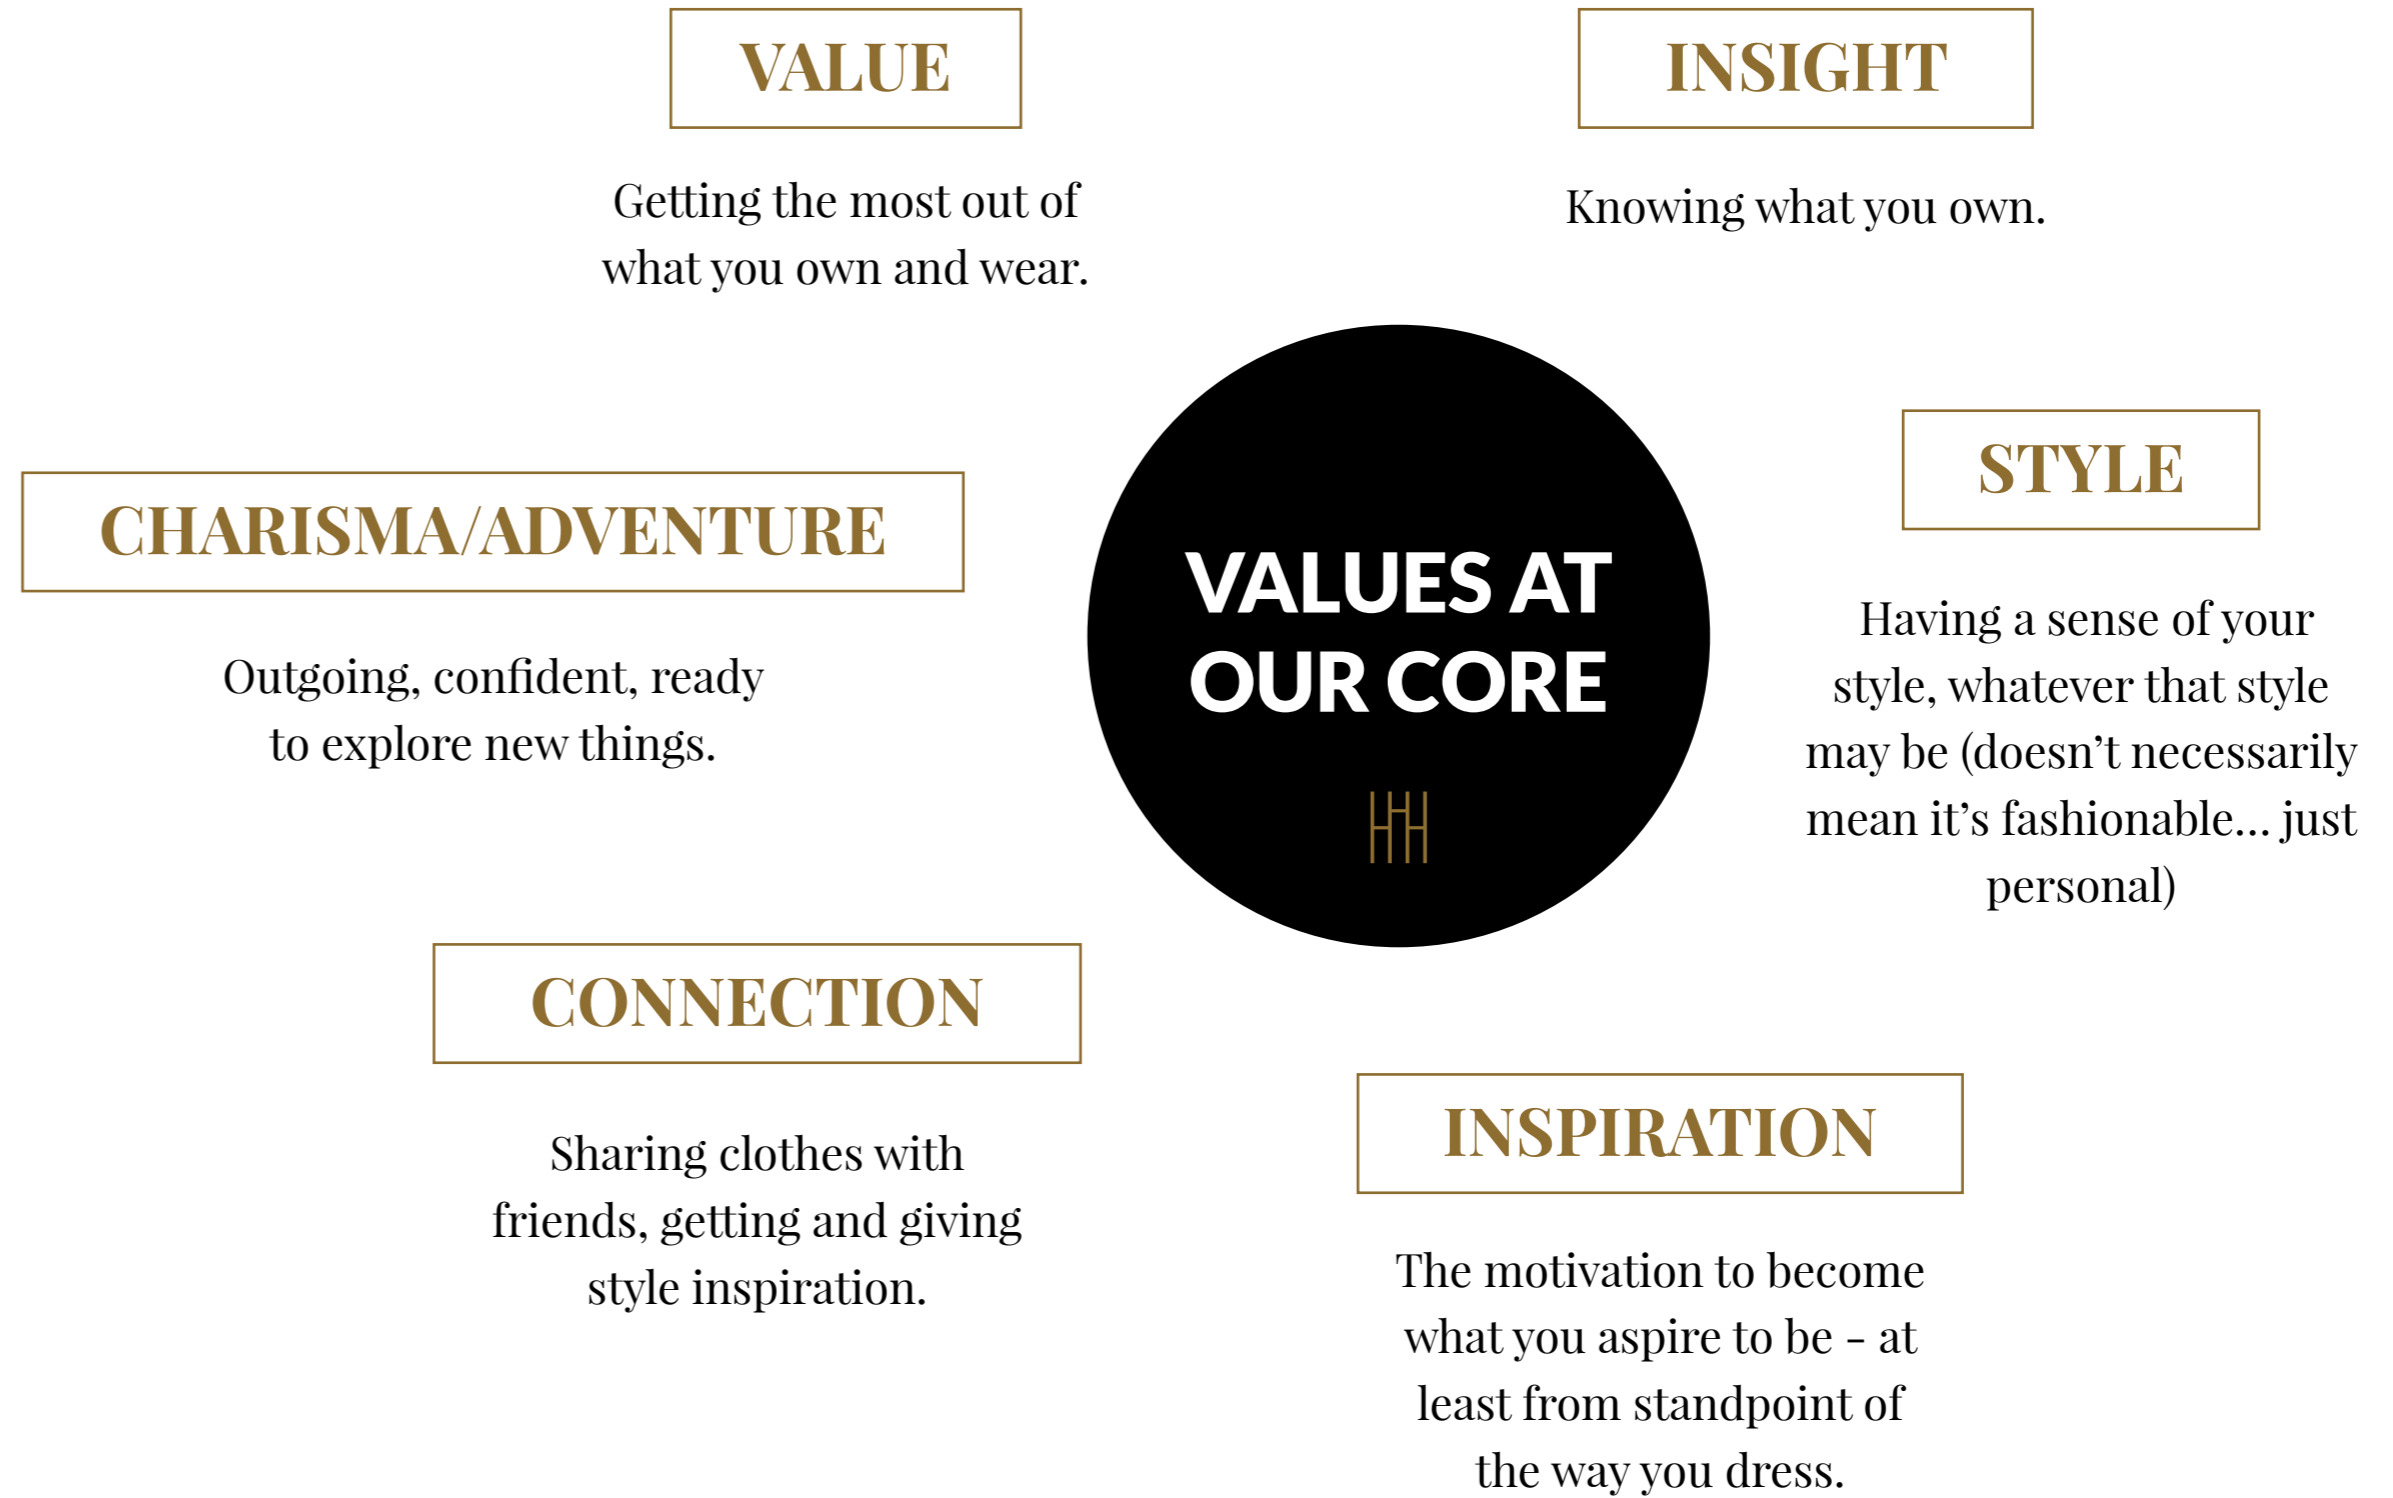 VALUE
Getting the most out of
what you own and wear.
INSIGHT
Knowing what you own.
CHARISMA/ADVENTURE
Outgoing, confident, ready
to explore new things.
VALUES AT
OUR CORE
STYLE
Having a sense of your
style, whatever that style
may be (doesn’t necessarily
mean it’s fashionable... just
personal)
CONNECTION
Sharing clothes with
friends, getting and giving
style inspiration.
INSPIRATION
The motivation to become
what you aspire to be - at
least from standpoint of
the way you dress.